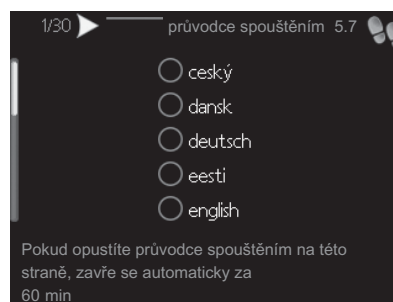 1/30 průvodce spouštěním 5.7
ceský
dansk
deutsch
eesti
english
Pokud opustíte průvodce spouštěním na této
straně, zavře se automaticky za
60 min